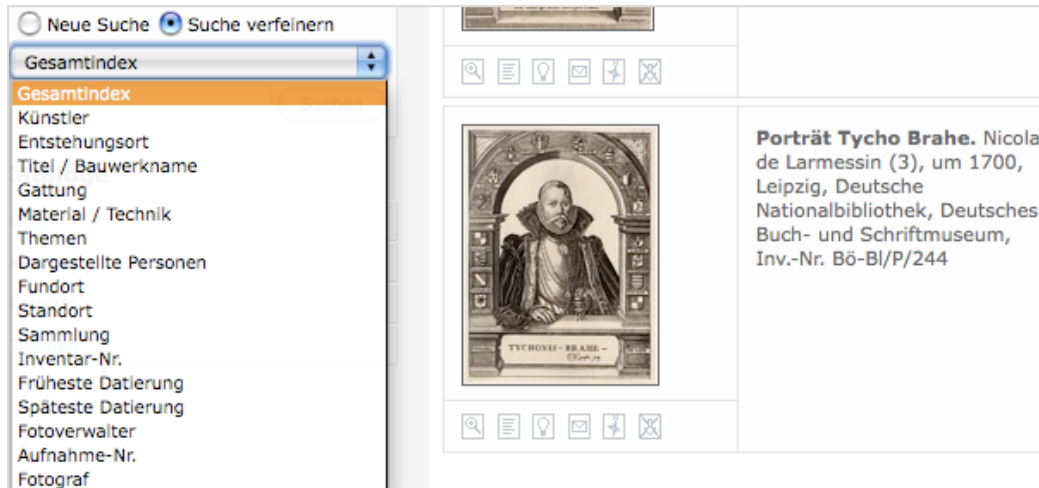 Neue Suche Suche verfeinern
Gesamtindex
Gesamtindex
Suchen
Künstler
Entstehungsort
Titel / Bauwerkname
Gattung
Material / Technik
Themen
Dargestellte Personen
Fundort
Standort
Sammlung
Inventar-Nr.
Früheste Datierung
Späteste Datierung
Fotoverwalter
Aufnahme-Nr.
Fotograf
TYCHONIS - BRAHE -
Porträt Tycho Brahe. Nicola
de Larmessin (3), um 1700,
Leipzig, Deutsche
Nationalbibliothek, Deutsches
Buch- und Schriftmuseum,
Inv.-Nr. Bö-Bl/P/244